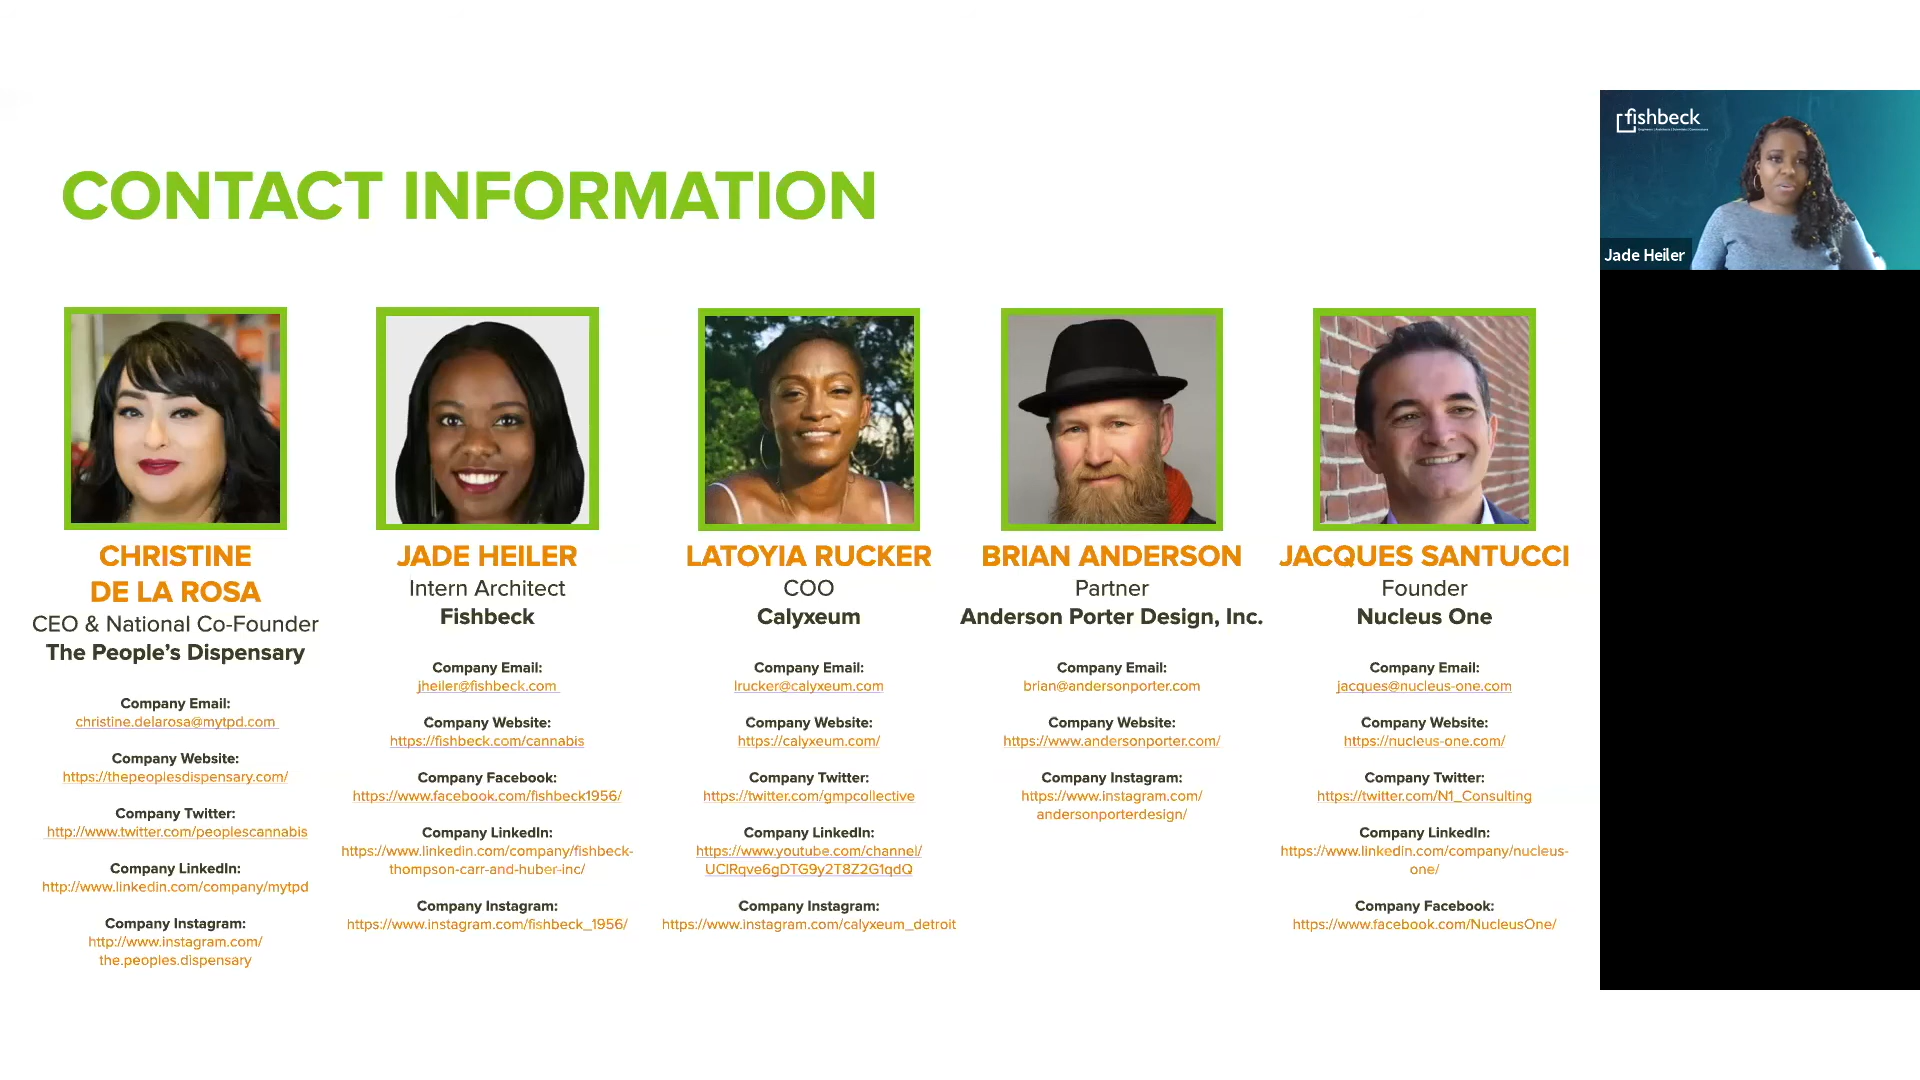 CONTACT INFORMATION
CHRISTINE
DE LA ROSA
CEO & National Co-Founder
The People's Dispensary
Company Email:
christine.delarosa@mytpd.com
Company Website:
https://thepeoplesdispensary.com/
Company Twitter:
http://www.twitter.com/peoplescannabis
Company LinkedIn:
http://www.linkedin.com/company/mytpd
Company Instagram:
http://www.instagram.com/
the.peoples.dispensary
JADE HEILER
Intern Architect
Fishbeck
Company Email:
jheiler@fishbeck.com
Company Website:
https://fishbeck.com/cannabis
Company Facebook:
https://www.facebook.com/fishbeck1956/
Company LinkedIn:
https://www.linkedin.com/company/fishbeck-
thompson-carr-and-huber-inc/
Company Instagram:
https://www.instagram.com/fishbeck_1956/
LATOYIA RUCKER
COO
Calyxeum
Company Email:
lrucker@calyxeum.com
Company Website:
https://calyxeum.com/
Company Twitter:
https://twitter.com/gmpcollective
Company LinkedIn:
https://www.youtube.com/channel/
UClRqve6gDTG9y2T8Z2G1qdQ
Company Instagram:
https://www.instagram.com/calyxeum_detroit
BRIAN ANDERSON
Partner
Anderson Porter Design, Inc.
Company Email:
brian@andersonporter.com
Company Website:
https://www.andersonporter.com/
Company Instagram:
https://www.instagram.com/
andersonporterdesign/
JACQUES SANTUCCI
Founder
Nucleus One
Company Email:
jacques@nucleus-one.com
Company Website:
https://nucleus-one.com/
Company Twitter:
https://twitter.com/N1_Consulting
Company LinkedIn:
https://www.linkedin.com/company/nucleus-
one/
Company Facebook:
https://www.facebook.com/NucleusOne/
fishbeck
Jade Heiler